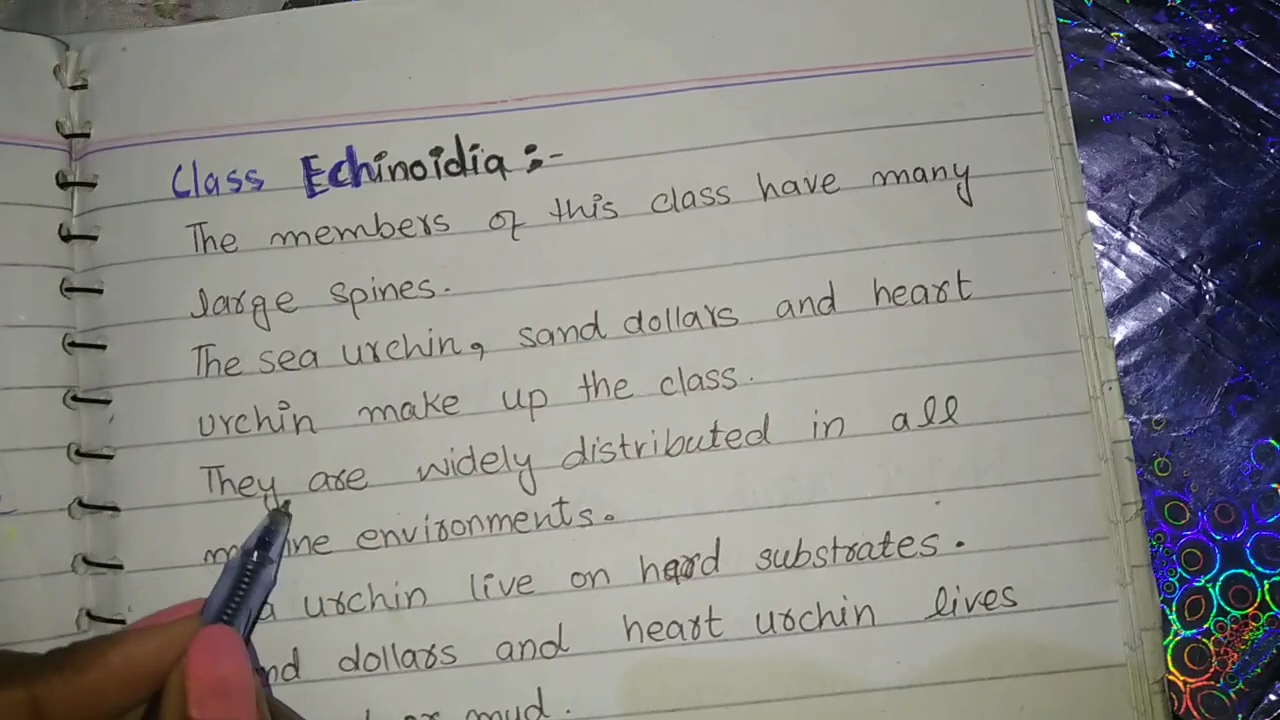 Class Echinoidia :-
The members of this class have many
large spines.
The sea urchin, sand dollars and heart
urchin make up the class.
They are widely distributed in all
environments.
urchin live on hard substrates.
dollars and heart urchin lives
mud.